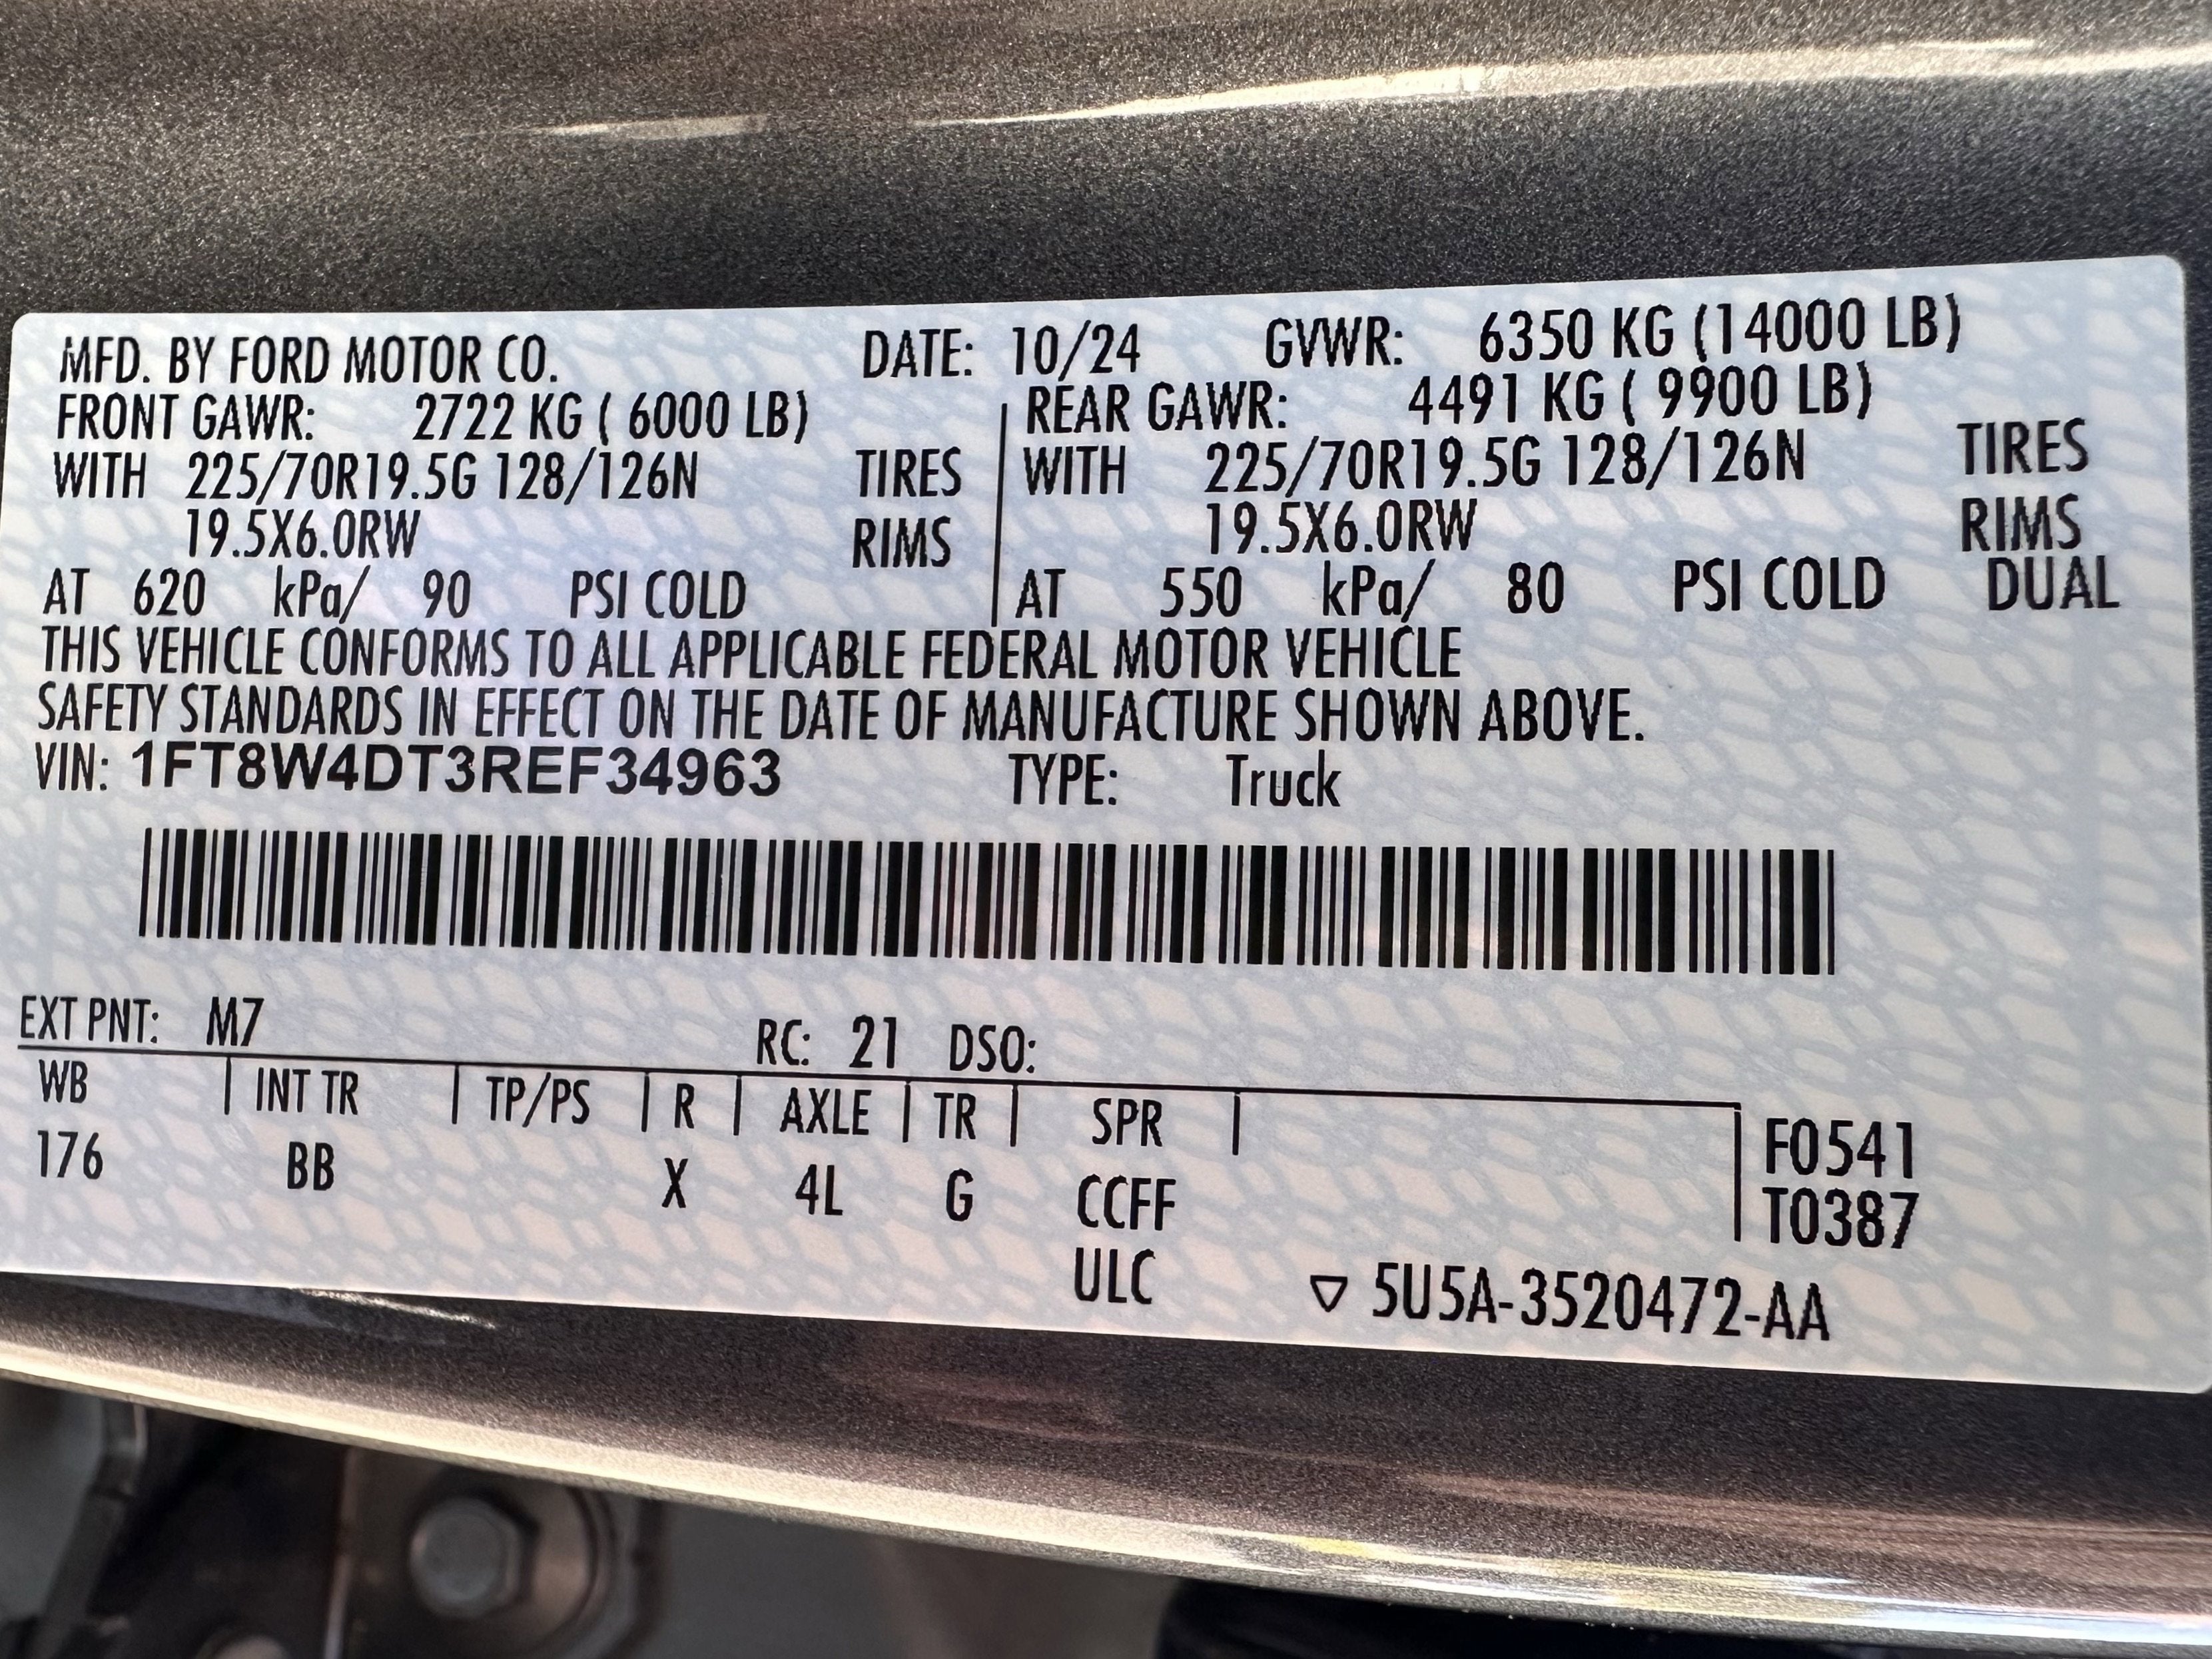 MFD. BY FORD MOTOR CO. DATE: 10/24 GVWR: 6350 KG (14000 LB)
FRONT GAWR: 2722 KG ( 6000 LB) REAR GAWR: 4491 KG ( 9900 LB)
WITH 225/70R19.5G 128/126N TIRES WITH 225/70R19.5G 128/126N TIRES
19.5X6.0RW RIMS 19.5X6.0RW RIMS
AT 620 kPa/ 90 PSI COLD AT 550 kPa/ 80 PSI COLD DUAL
THIS VEHICLE CONFORMS TO ALL APPLICABLE FEDERAL MOTOR VEHICLE
SAFETY STANDARDS IN EFFECT ON THE DATE OF MANUFACTURE SHOWN ABOVE.
VIN: 1FT8W4DT3REF34963 TYPE: Truck
EXT PNT: M7 RC: 21 DSO:
WB INT TR TP/PS R AXLE TR SPR F0541
176 BB X 4L G CCFF T0387
ULC ▽ 5U5A-3520472-AA